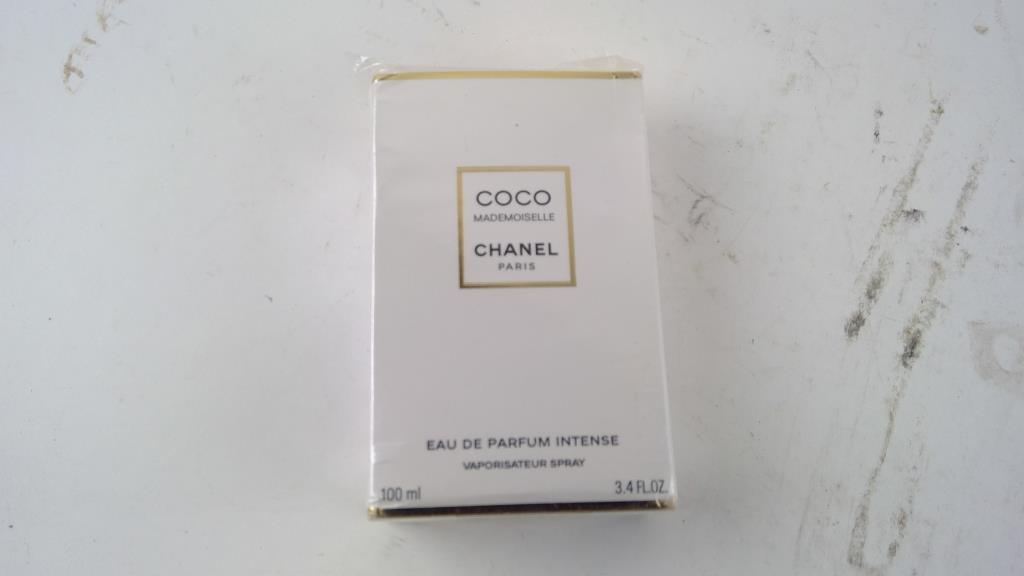 COCO
MADEMOISELLE
CHANEL
PARIS
EAU DE PARFUM INTENSE
VAPORISATEUR SPRAY
100 ml 3.4 FL.OZ.